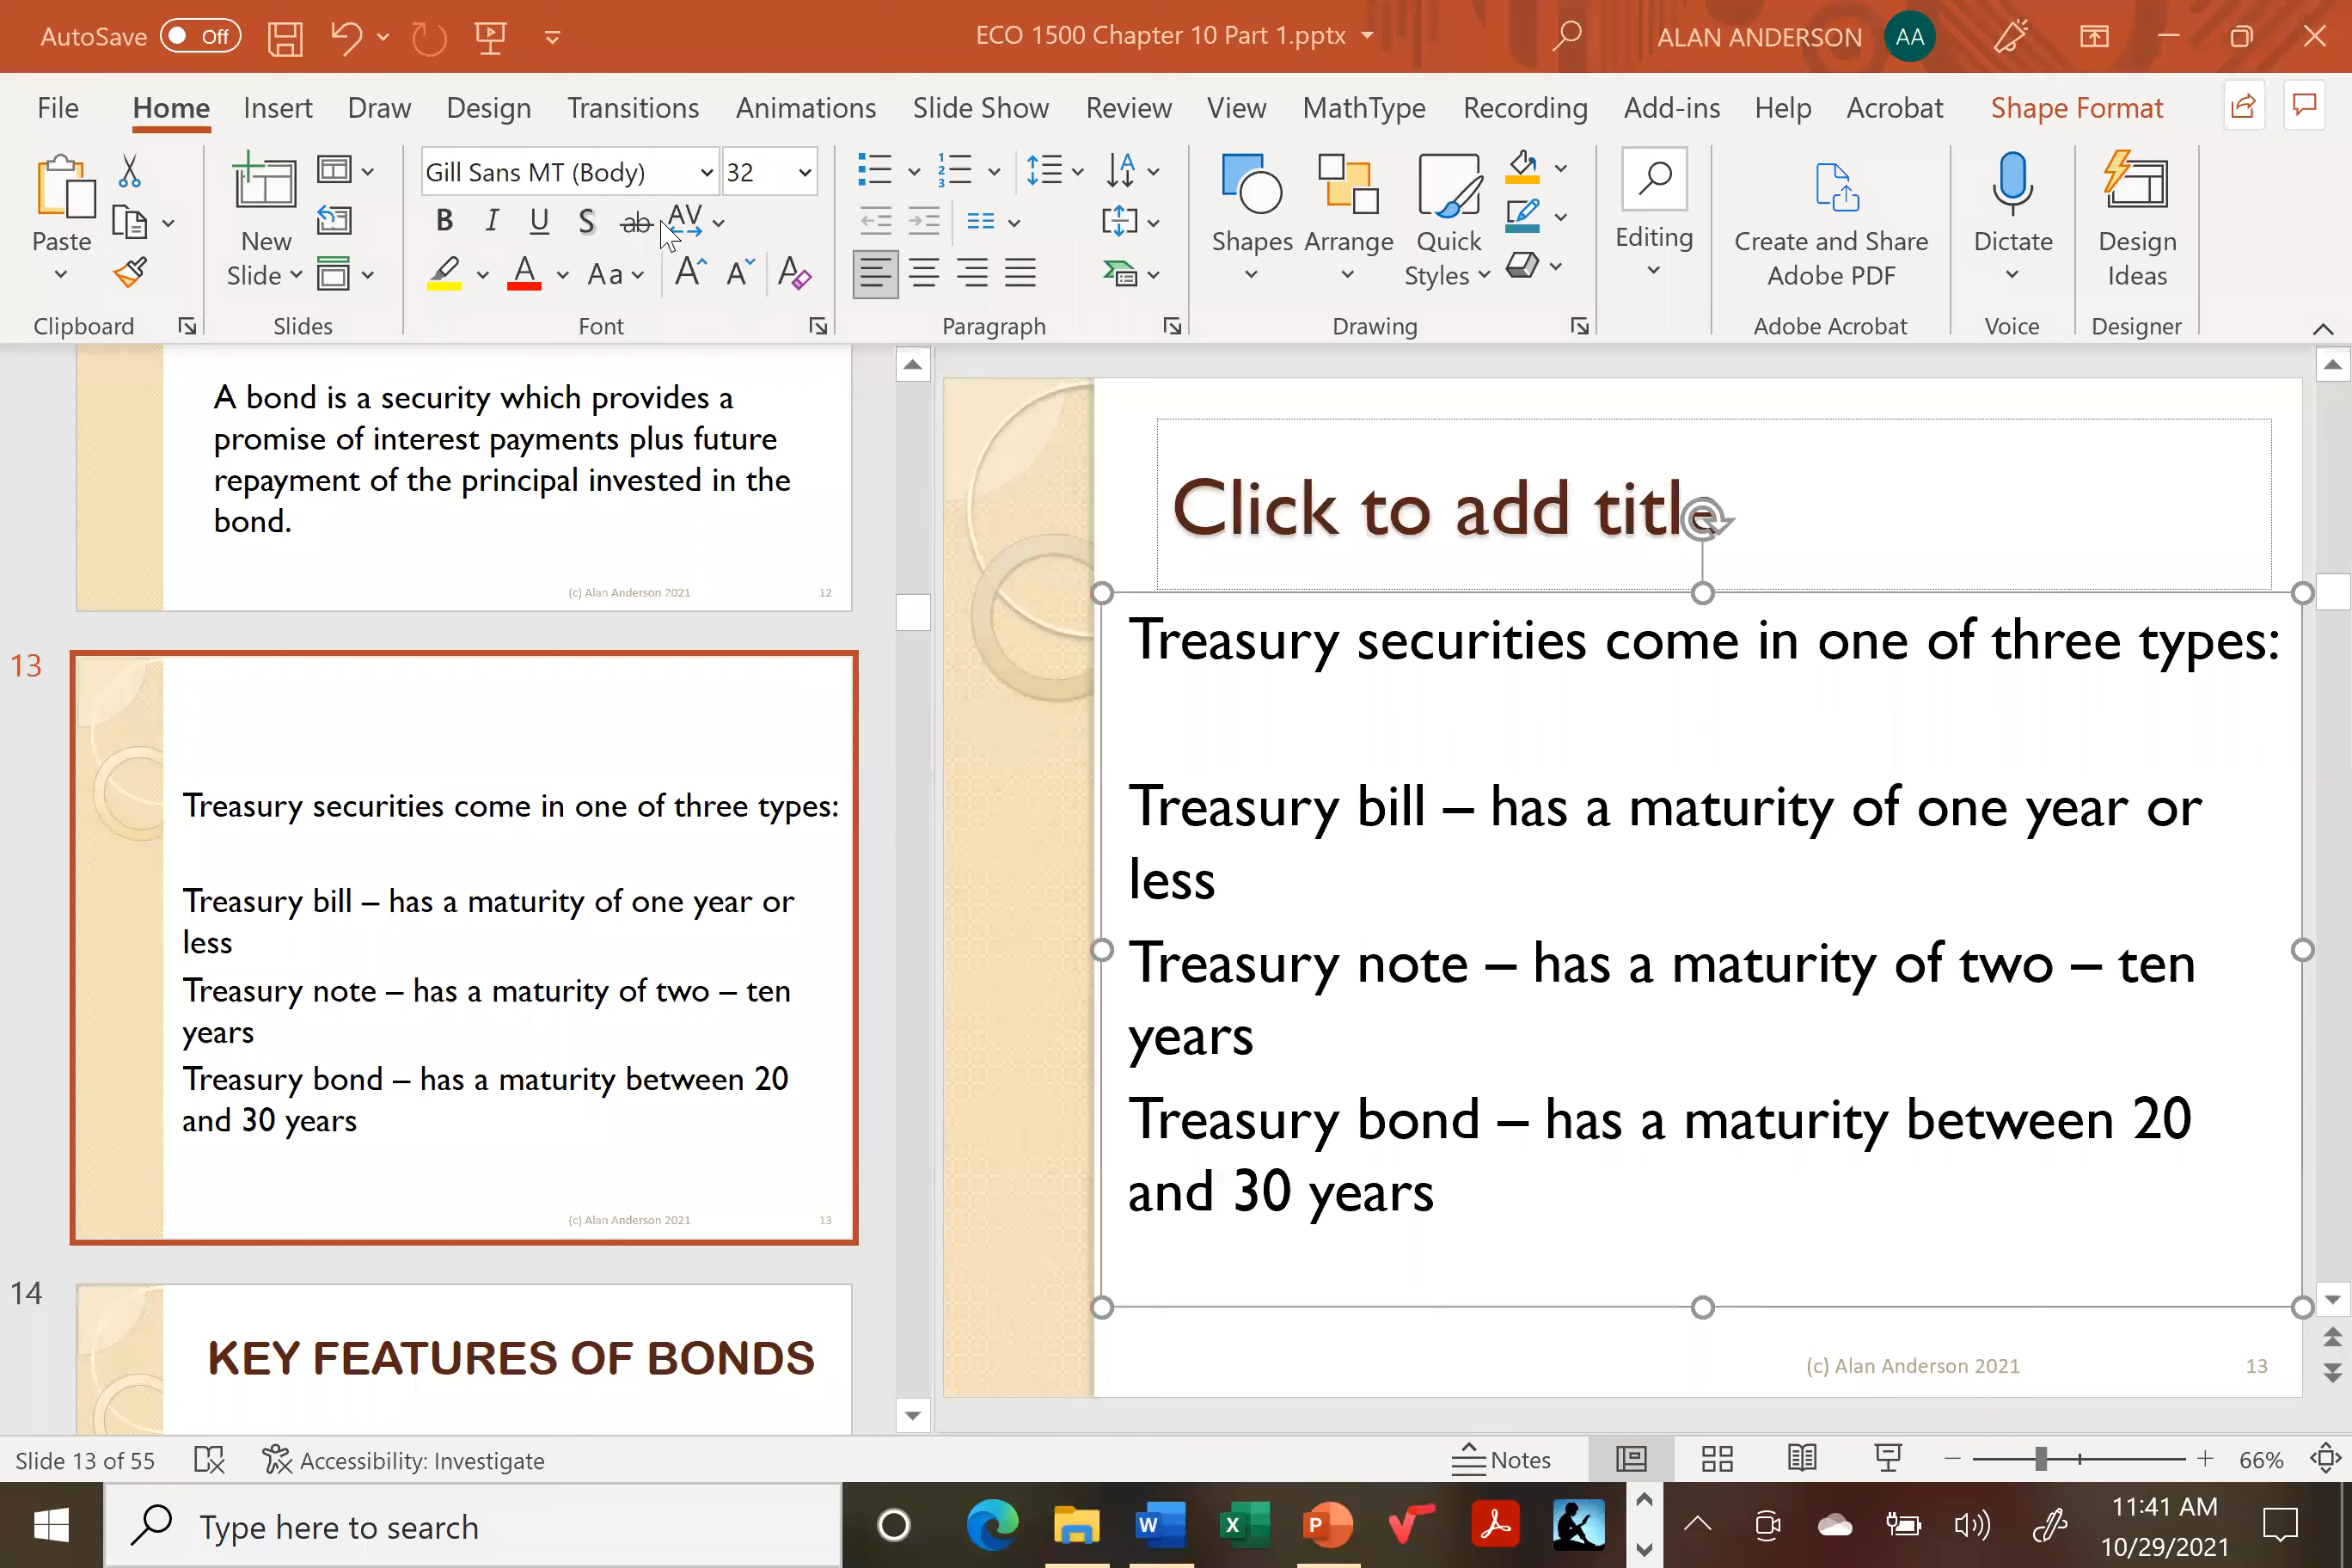 AutoSave Off
ECO 1500 Chapter 10 Part 1.pptx
ALAN ANDERSON AA
File Home Insert Draw Design Transitions Animations Slide Show Review View MathType Recording Add-ins Help Acrobat Shape Format
Paste
Clipboard
New
Slide
Slides
Gill Sans MT (Body) 32
B I U S ab AV
A Aa A A A
Font
Paragraph
Shapes Arrange Quick
Styles
Drawing
Editing
Create and Share
Adobe PDF
Adobe Acrobat
Dictate
Voice
Design
Ideas
Designer
A bond is a security which provides a
promise of interest payments plus future
repayment of the principal invested in the
bond.
(c) Alan Anderson 2021 12
13
Treasury securities come in one of three types:
Treasury bill – has a maturity of one year or
less
Treasury note – has a maturity of two – ten
years
Treasury bond – has a maturity between 20
and 30 years
(c) Alan Anderson 2021 13
14
KEY FEATURES OF BONDS
Click to add title
Treasury securities come in one of three types:
Treasury bill – has a maturity of one year or
less
Treasury note – has a maturity of two – ten
years
Treasury bond – has a maturity between 20
and 30 years
(c) Alan Anderson 2021 13
Slide 13 of 55 Accessibility: Investigate Notes 66%
Type here to search
11:41 AM
10/29/2021